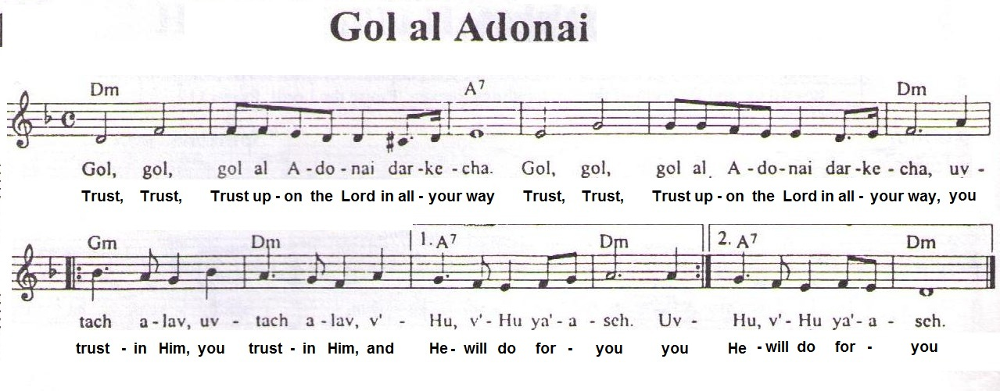 Gol al Adonai
Dm A7 Dm
Gol, gol, gol al A - do - nai dar - ke - cha. Gol, gol, gol al A - do - nai dar - ke - cha, uv -
Trust, Trust, Trust up - on the Lord in all - your way Trust, Trust, Trust up - on the Lord in all - your way, you
Gm Dm 1. A7 Dm 2. A7 Dm
tach a - lav, uv - tach a - lav, v' - Hu, v' - Hu ya' - a - sch. Uv - Hu, v' - Hu ya' - a - sch.
trust - in Him, you trust - in Him, and He - will do for - you you He - will do for - you